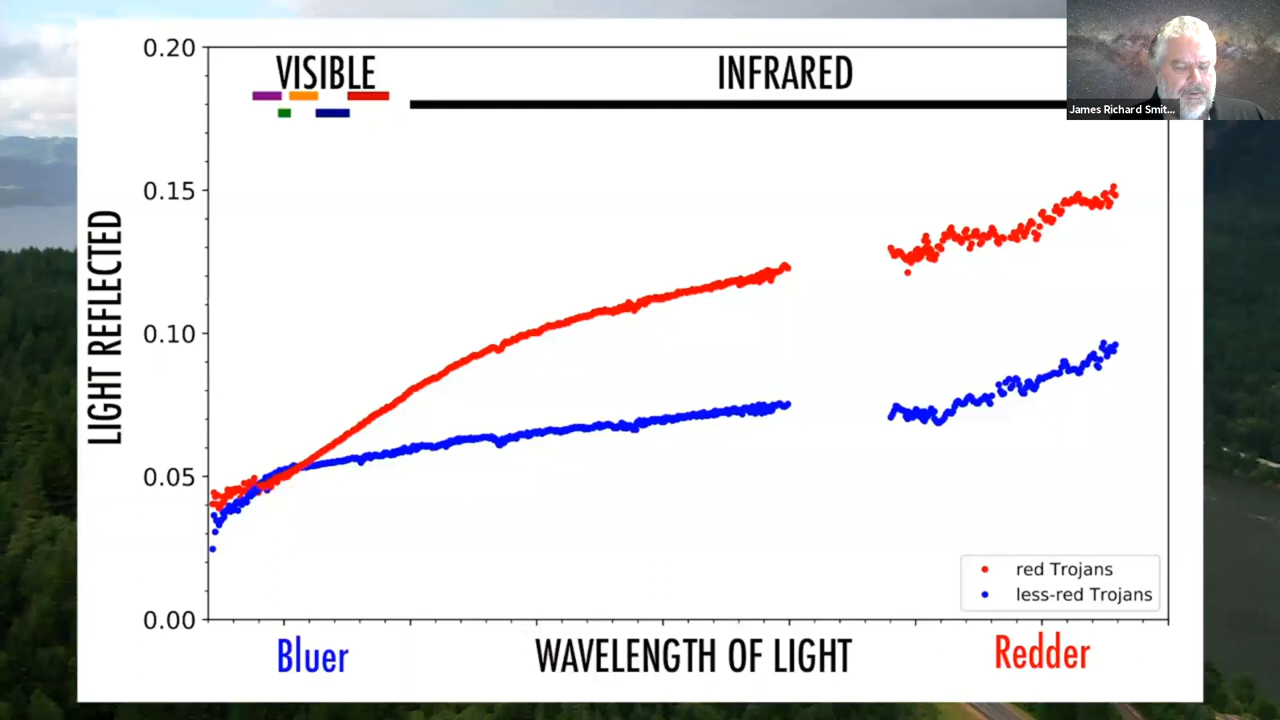 VISIBLE
INFRARED
James Richard Smit...
0.20
0.15
0.10
0.05
0.00
LIGHT REFLECTED
red Trojans
less-red Trojans
Bluer
WAVELENGTH OF LIGHT
Redder